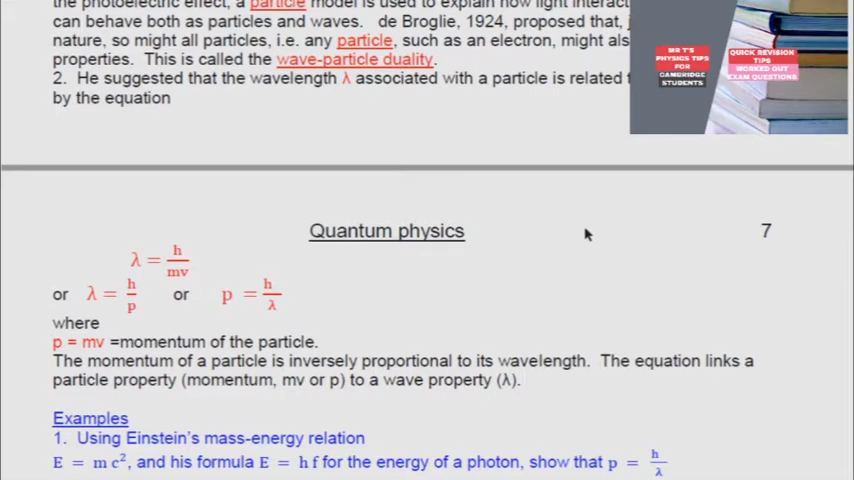 the photoelectric effect, a particle model is used to explain how light interact
can behave both as particles and waves. de Broglie, 1924, proposed that,
nature, so might all particles, i.e. any particle, such as an electron, might als
properties. This is called the wave-particle duality.
2. He suggested that the wavelength λ associated with a particle is related
by the equation
MR T'S
PHYSICS TIPS
FOR
CAMBRIDGE
STUDENTS
QUICK REVISION
TIPS
WORKED OUT
EXAM QUESTIONS
Quantum physics 7
λ = h/mv
or λ = h/p or p = h/λ
where
p = mv =momentum of the particle.
The momentum of a particle is inversely proportional to its wavelength. The equation links a
particle property (momentum, mv or p) to a wave property (λ).
Examples
1. Using Einstein's mass-energy relation
E = m c², and his formula E = h f for the energy of a photon, show that p = h/λ